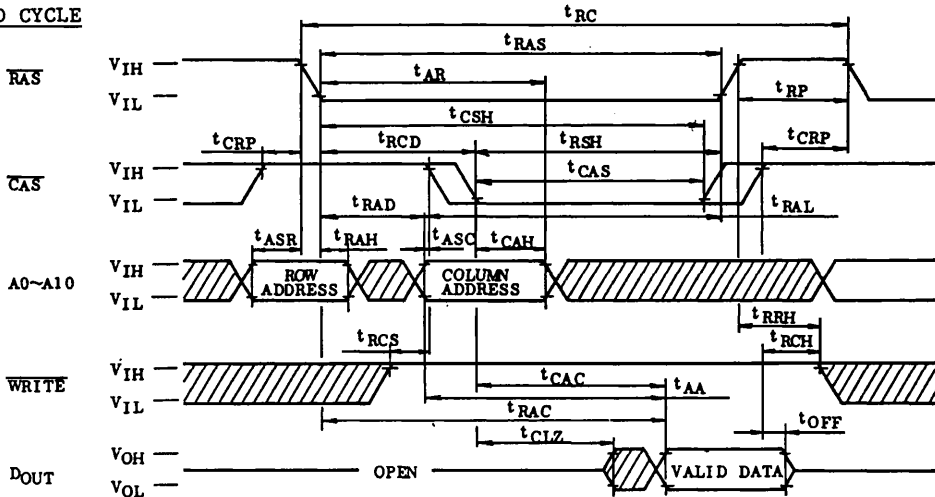 D CYCLE
tRC
tRAS
RAS
VIH
VIL
tAR
tRP
tCSH
tCRP
tRCD
tRSH
tCRP
CAS
VIH
VIL
tCAS
tRAD
tRAL
tASR
tRAH
tASC
tCAH
A0~A10
VIH
VIL
ROW
ADDRESS
COLUMN
ADDRESS
tRRH
tRCS
tRCH
WRITE
VIH
VIL
tCAC
tAA
tRAC
tOFF
tCLZ
DOUT
VOH
VOL
OPEN
VALID DATA